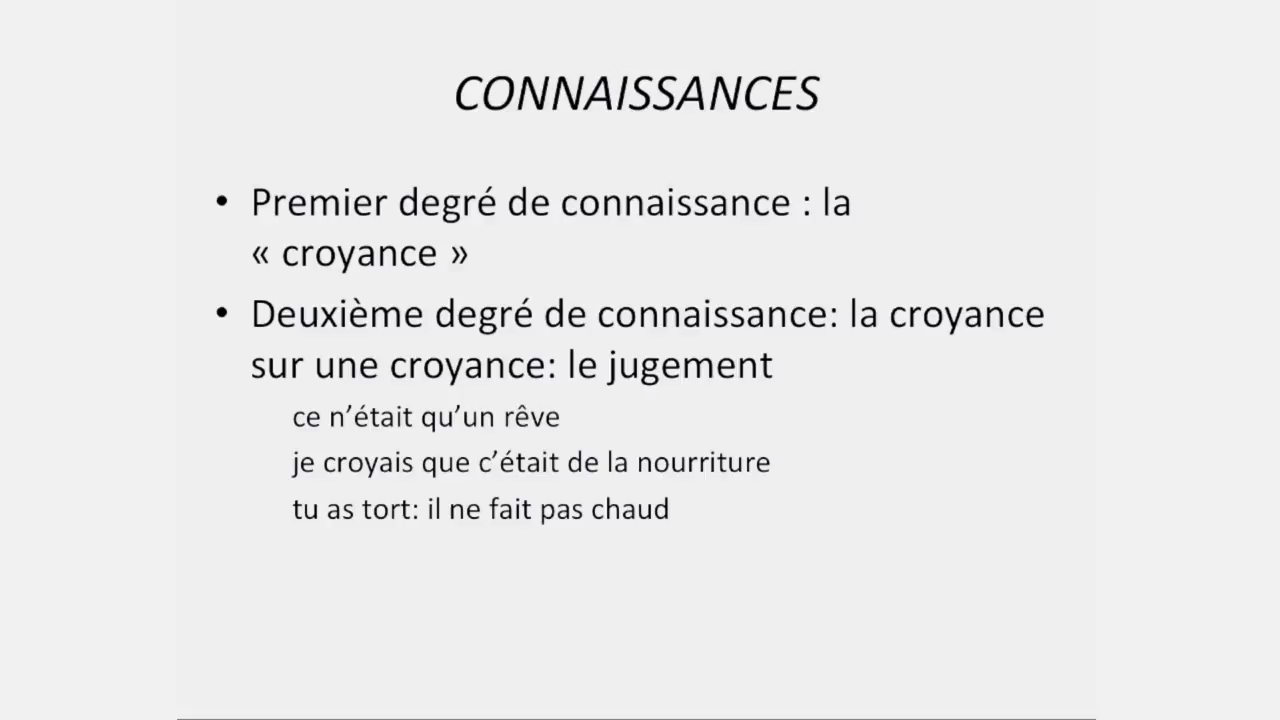 CONNAISSANCES
• Premier degré de connaissance : la
« croyance »
• Deuxième degré de connaissance: la croyance
sur une croyance: le jugement
ce n’était qu’un rêve
je croyais que c’était de la nourriture
tu as tort: il ne fait pas chaud